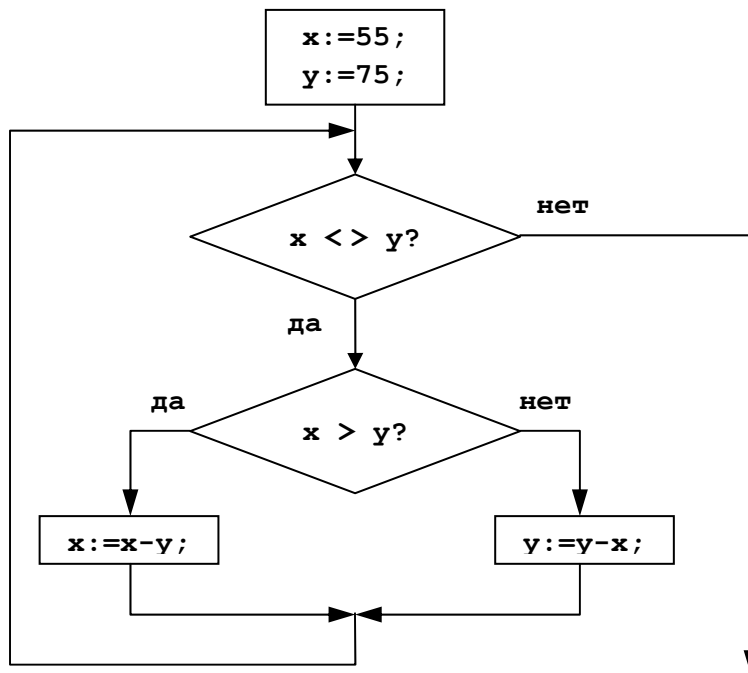 x:=55;
y:=75;
нет
x <> y?
да
да
нет
x > y?
x:=x-y;
y:=y-x;